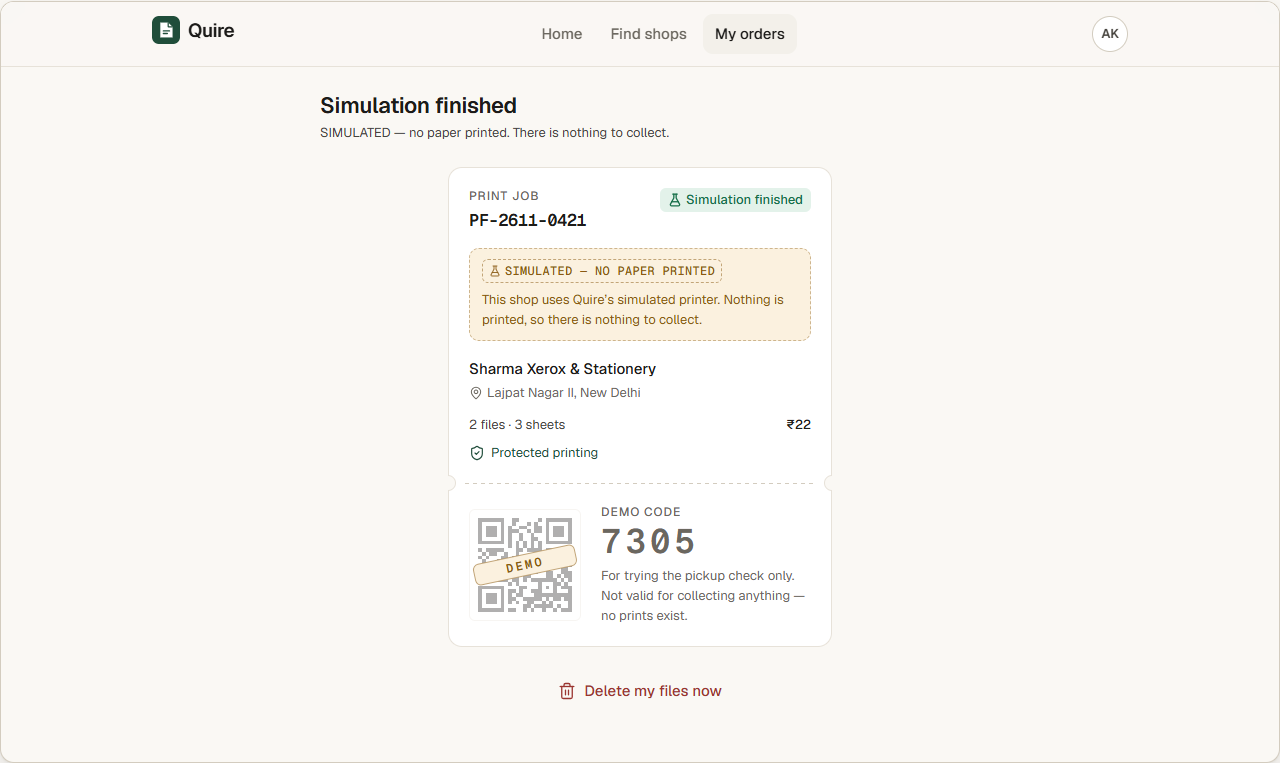 Quire
Home
Find shops
My orders
AK
Simulation finished
SIMULATED — no paper printed. There is nothing to collect.
PRINT JOB
Simulation finished
PF-2611-0421
SIMULATED — NO PAPER PRINTED
This shop uses Quire's simulated printer. Nothing is
printed, so there is nothing to collect.
Sharma Xerox & Stationery
Lajpat Nagar II, New Delhi
2 files · 3 sheets
₹22
Protected printing
DEMO
DEMO CODE
7305
For trying the pickup check only.
Not valid for collecting anything —
no prints exist.
Delete my files now